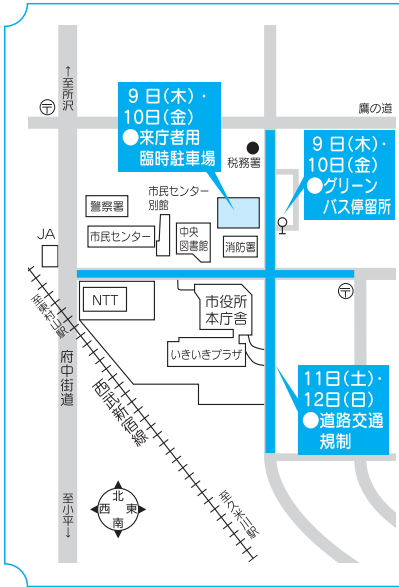 ←至所沢
〒
鷹の道
9日(木)・
10日(金)
●来庁者用
臨時駐車場
9日(木)・
10日(金)
●グリーン
バス停留所
税務署
市民センター
別館
警察署
市民センター
中央
図書館
消防署
JA
至東村山駅
NTT
市役所
本庁舎
〒
いきいきプラザ
府中街道
西武新宿線
11日(土)・
12日(日)
●道路交通
規制
至小平→
北
西 東
南
至久米川駅